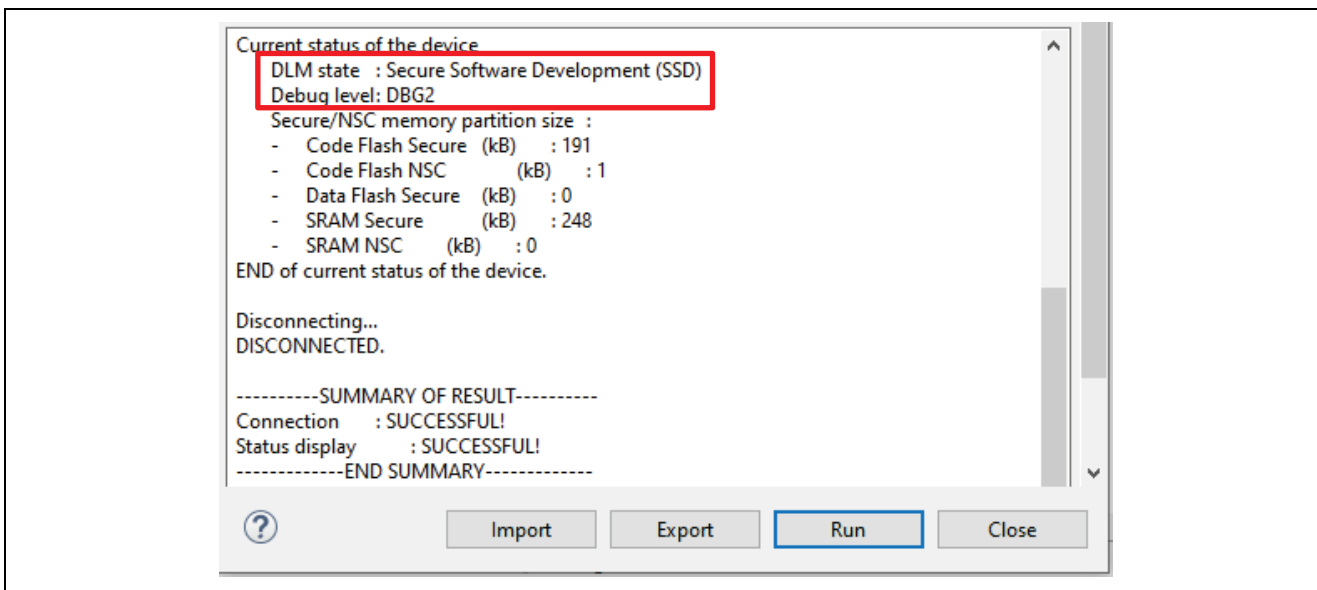 Current status of the device
DLM state : Secure Software Development (SSD)
Debug level: DBG2
Secure/NSC memory partition size :
- Code Flash Secure (kB) : 191
- Code Flash NSC (kB) : 1
- Data Flash Secure (kB) : 0
- SRAM Secure (kB) : 248
- SRAM NSC (kB) : 0
END of current status of the device.
Disconnecting...
DISCONNECTED.
----------SUMMARY OF RESULT----------
Connection : SUCCESSFUL!
Status display : SUCCESSFUL!
-------------END SUMMARY-------------
? Import Export Run Close